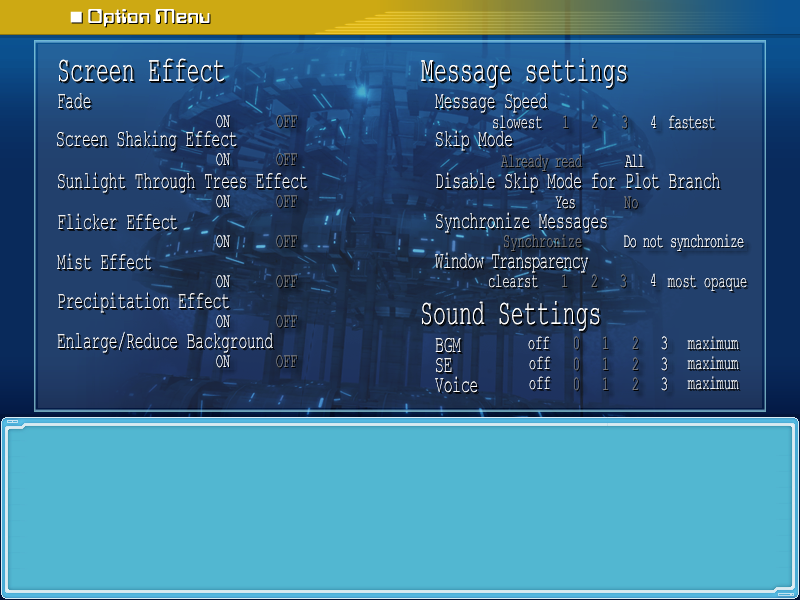 Option Menu
Screen Effect
Fade
ON OFF
Screen Shaking Effect
ON OFF
Sunlight Through Trees Effect
ON OFF
Flicker Effect
ON OFF
Mist Effect
ON OFF
Precipitation Effect
ON OFF
Enlarge/Reduce Background
ON OFF
Message settings
Message Speed
slowest 1 2 3 4 fastest
Skip Mode
Already read All
Disable Skip Mode for Plot Branch
Yes No
Synchronize Messages
Synchronize Do not synchronize
Window Transparency
clearst 1 2 3 4 most opaque
Sound Settings
BGM off 0 1 2 3 maximum
SE off 0 1 2 3 maximum
Voice off 0 1 2 3 maximum